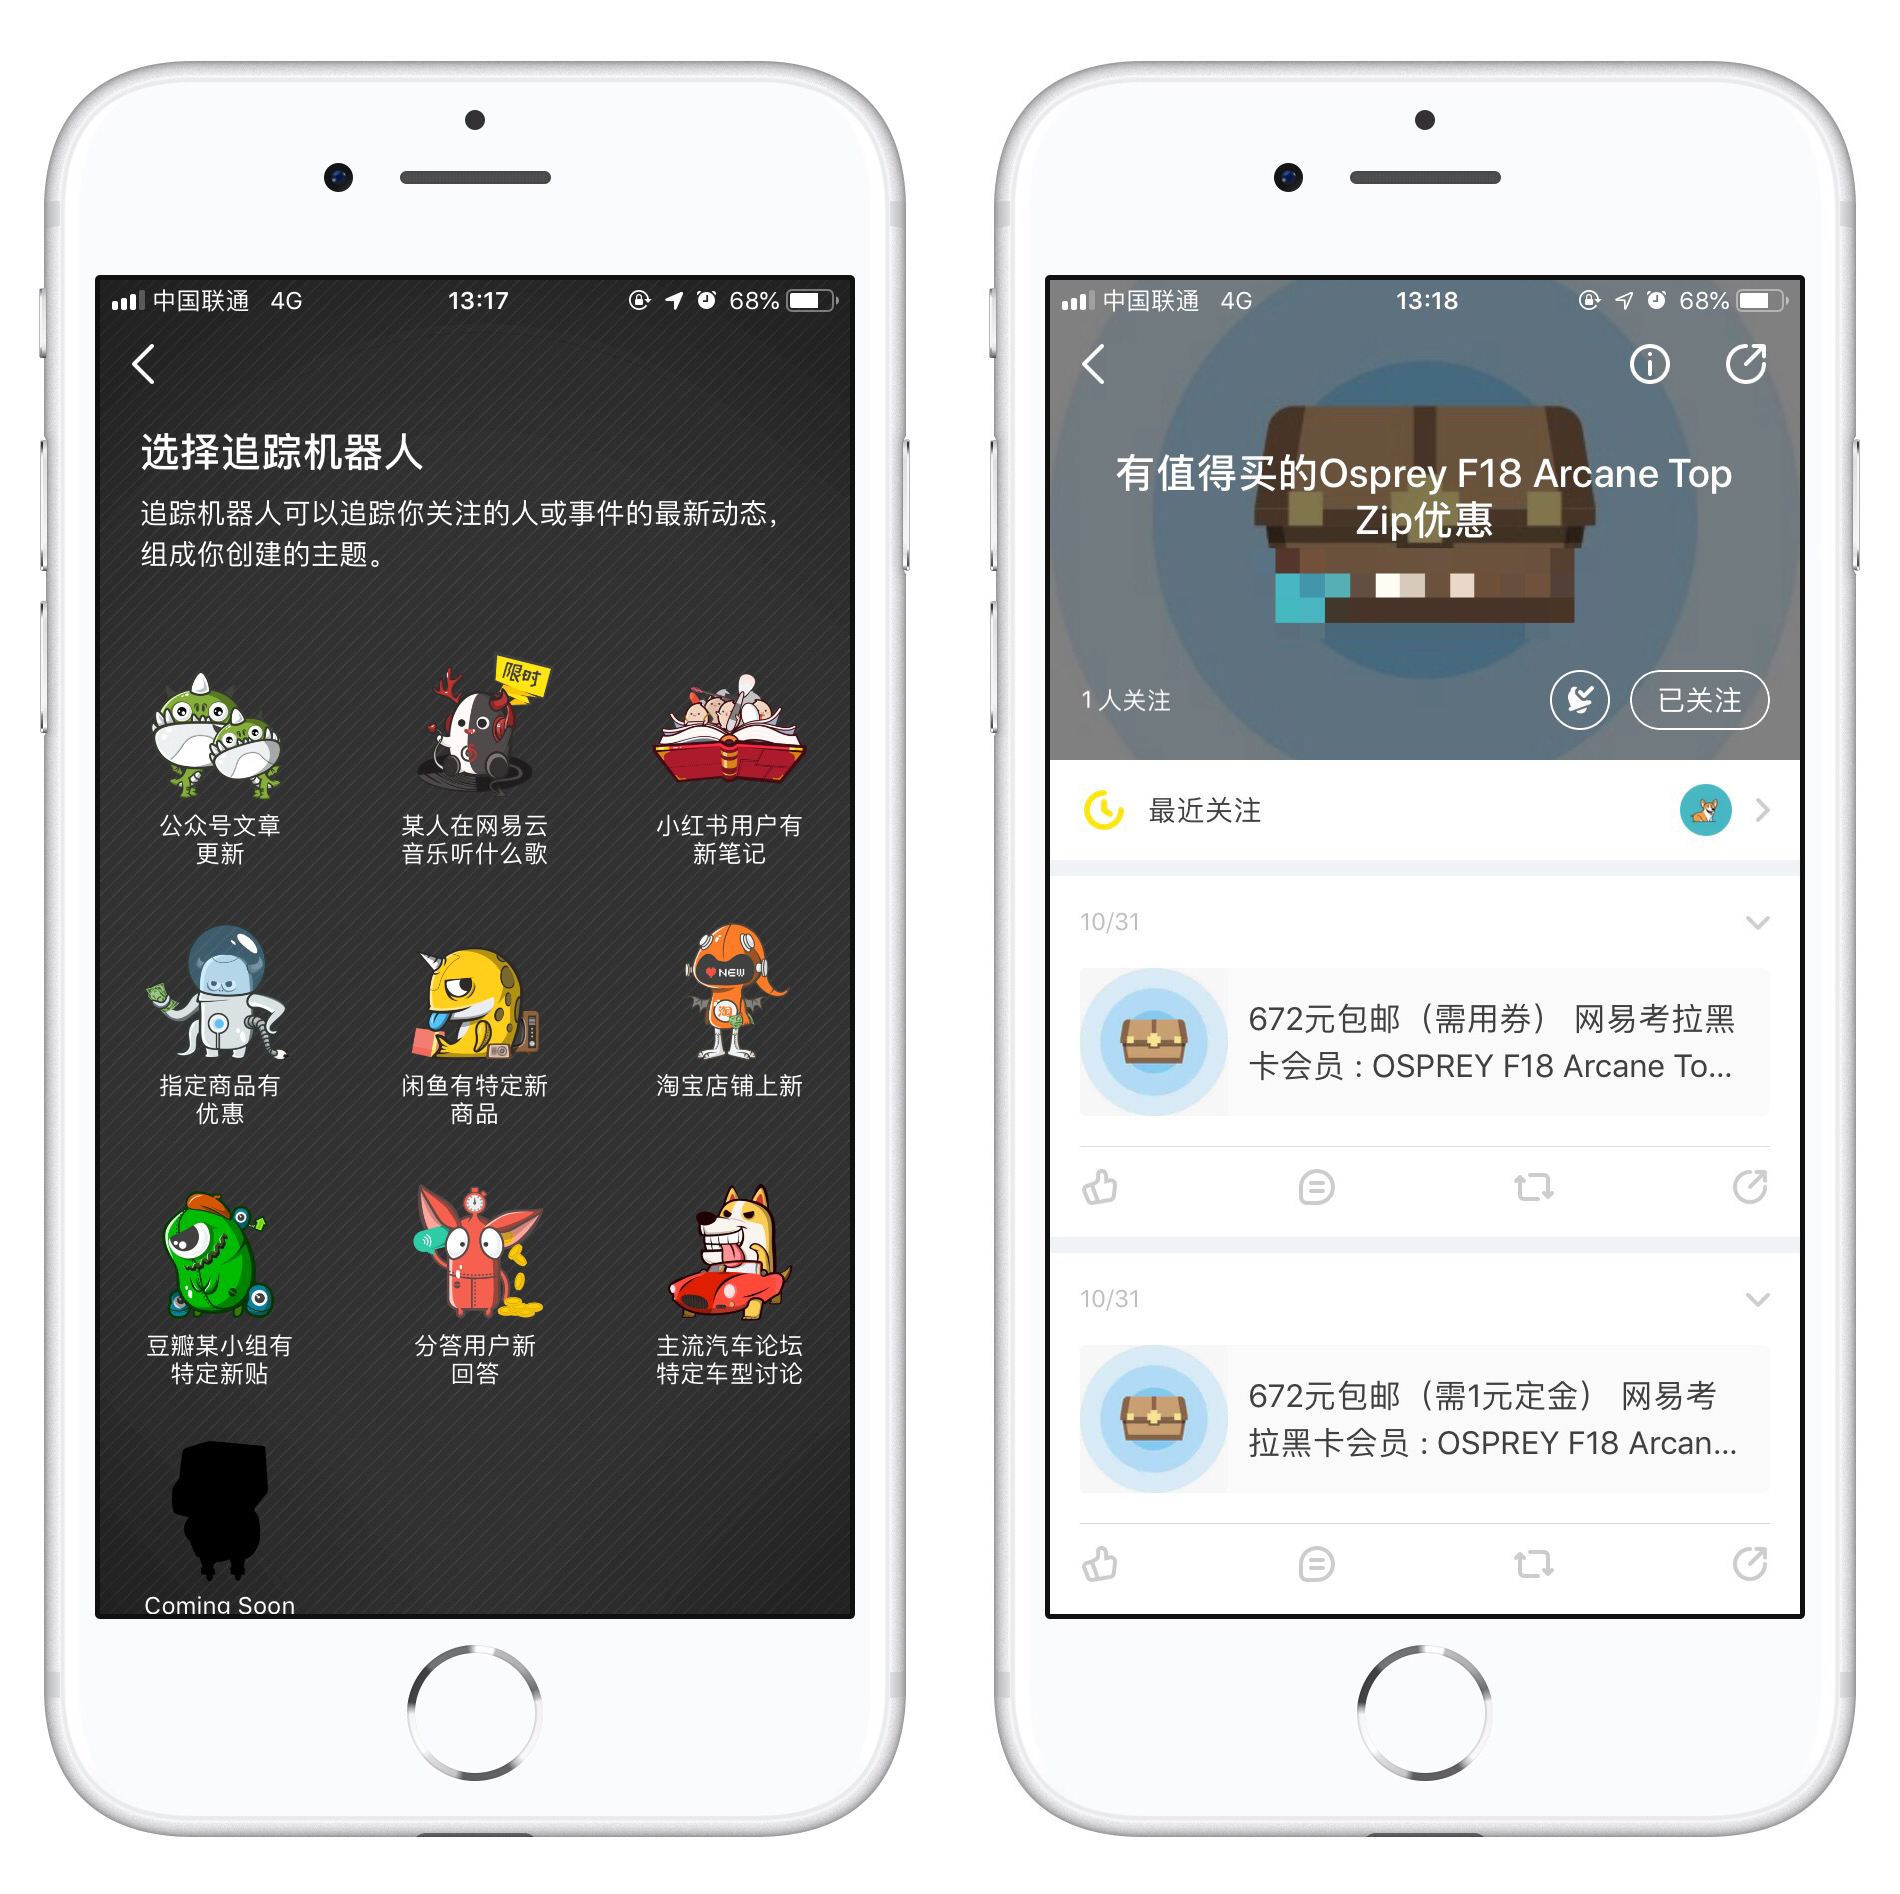 中国联通 4G 13:17 68%
选择追踪机器人
追踪机器人可以追踪你关注的人或事件的最新动态，
组成你创建的主题。
限时
公众号文章
更新
某人在网易云
音乐听什么歌
小红书用户有
新笔记
NEW
淘
指定商品有
优惠
闲鱼有特定新
商品
淘宝店铺上新
豆瓣某小组有
特定新贴
分答用户新
回答
主流汽车论坛
特定车型讨论
Coming Soon
中国联通 4G 13:18 68%
有值得买的Osprey F18 Arcane Top
Zip优惠
1 人关注
已关注
最近关注
10/31
672元包邮（需用券） 网易考拉黑
卡会员 : OSPREY F18 Arcane To...
10/31
672元包邮（需1元定金） 网易考
拉黑卡会员 : OSPREY F18 Arcan...